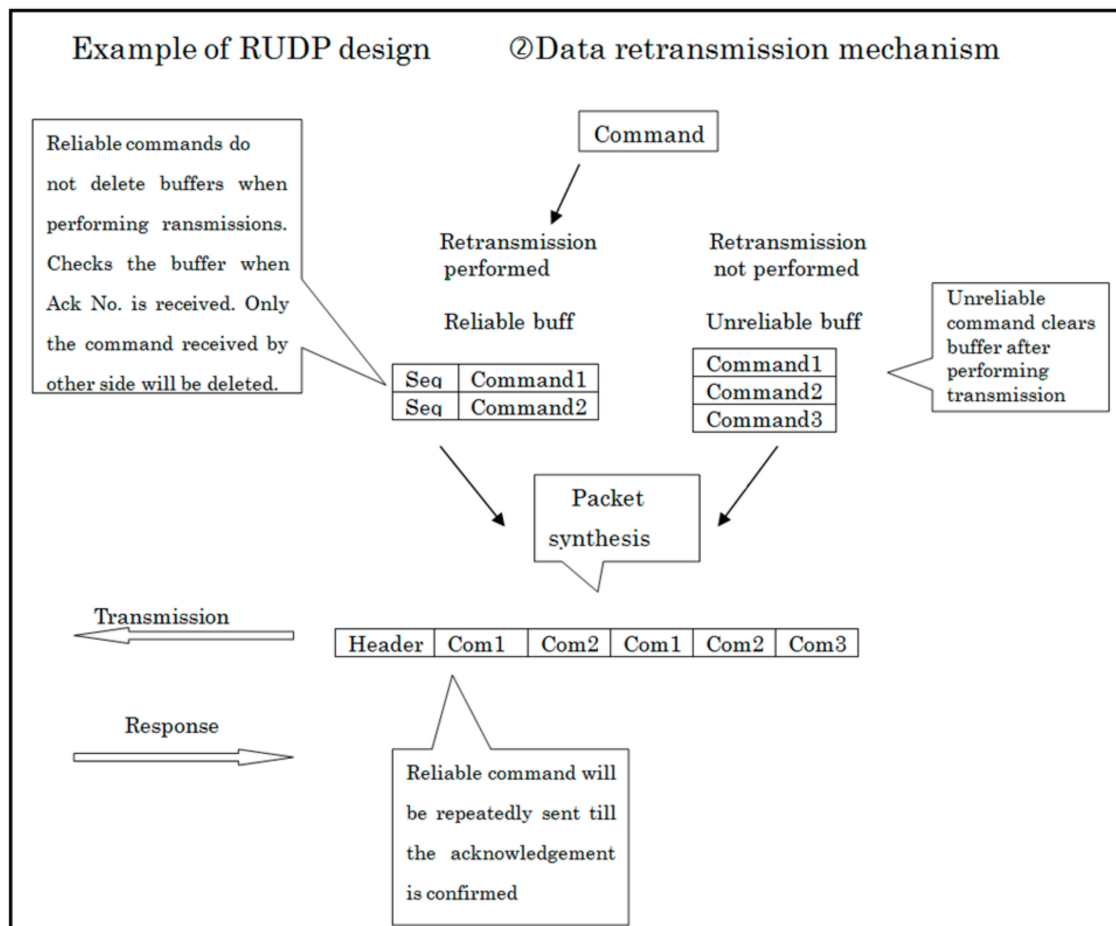 Example of RUDP design ②Data retransmission mechanism
Command
Reliable commands do
not delete buffers when
performing ransmissions.
Checks the buffer when
Ack No. is received. Only
the command received by
other side will be deleted.
Retransmission
performed
Reliable buff
Retransmission
not performed
Unreliable buff
Unreliable
command clears
buffer after
performing
transmission
Seq Command1
Seq Command2
Command1
Command2
Command3
Packet
synthesis
Transmission
Header Com1 Com2 Com1 Com2 Com3
Response
Reliable command will
be repeatedly sent till
the acknowledgement
is confirmed